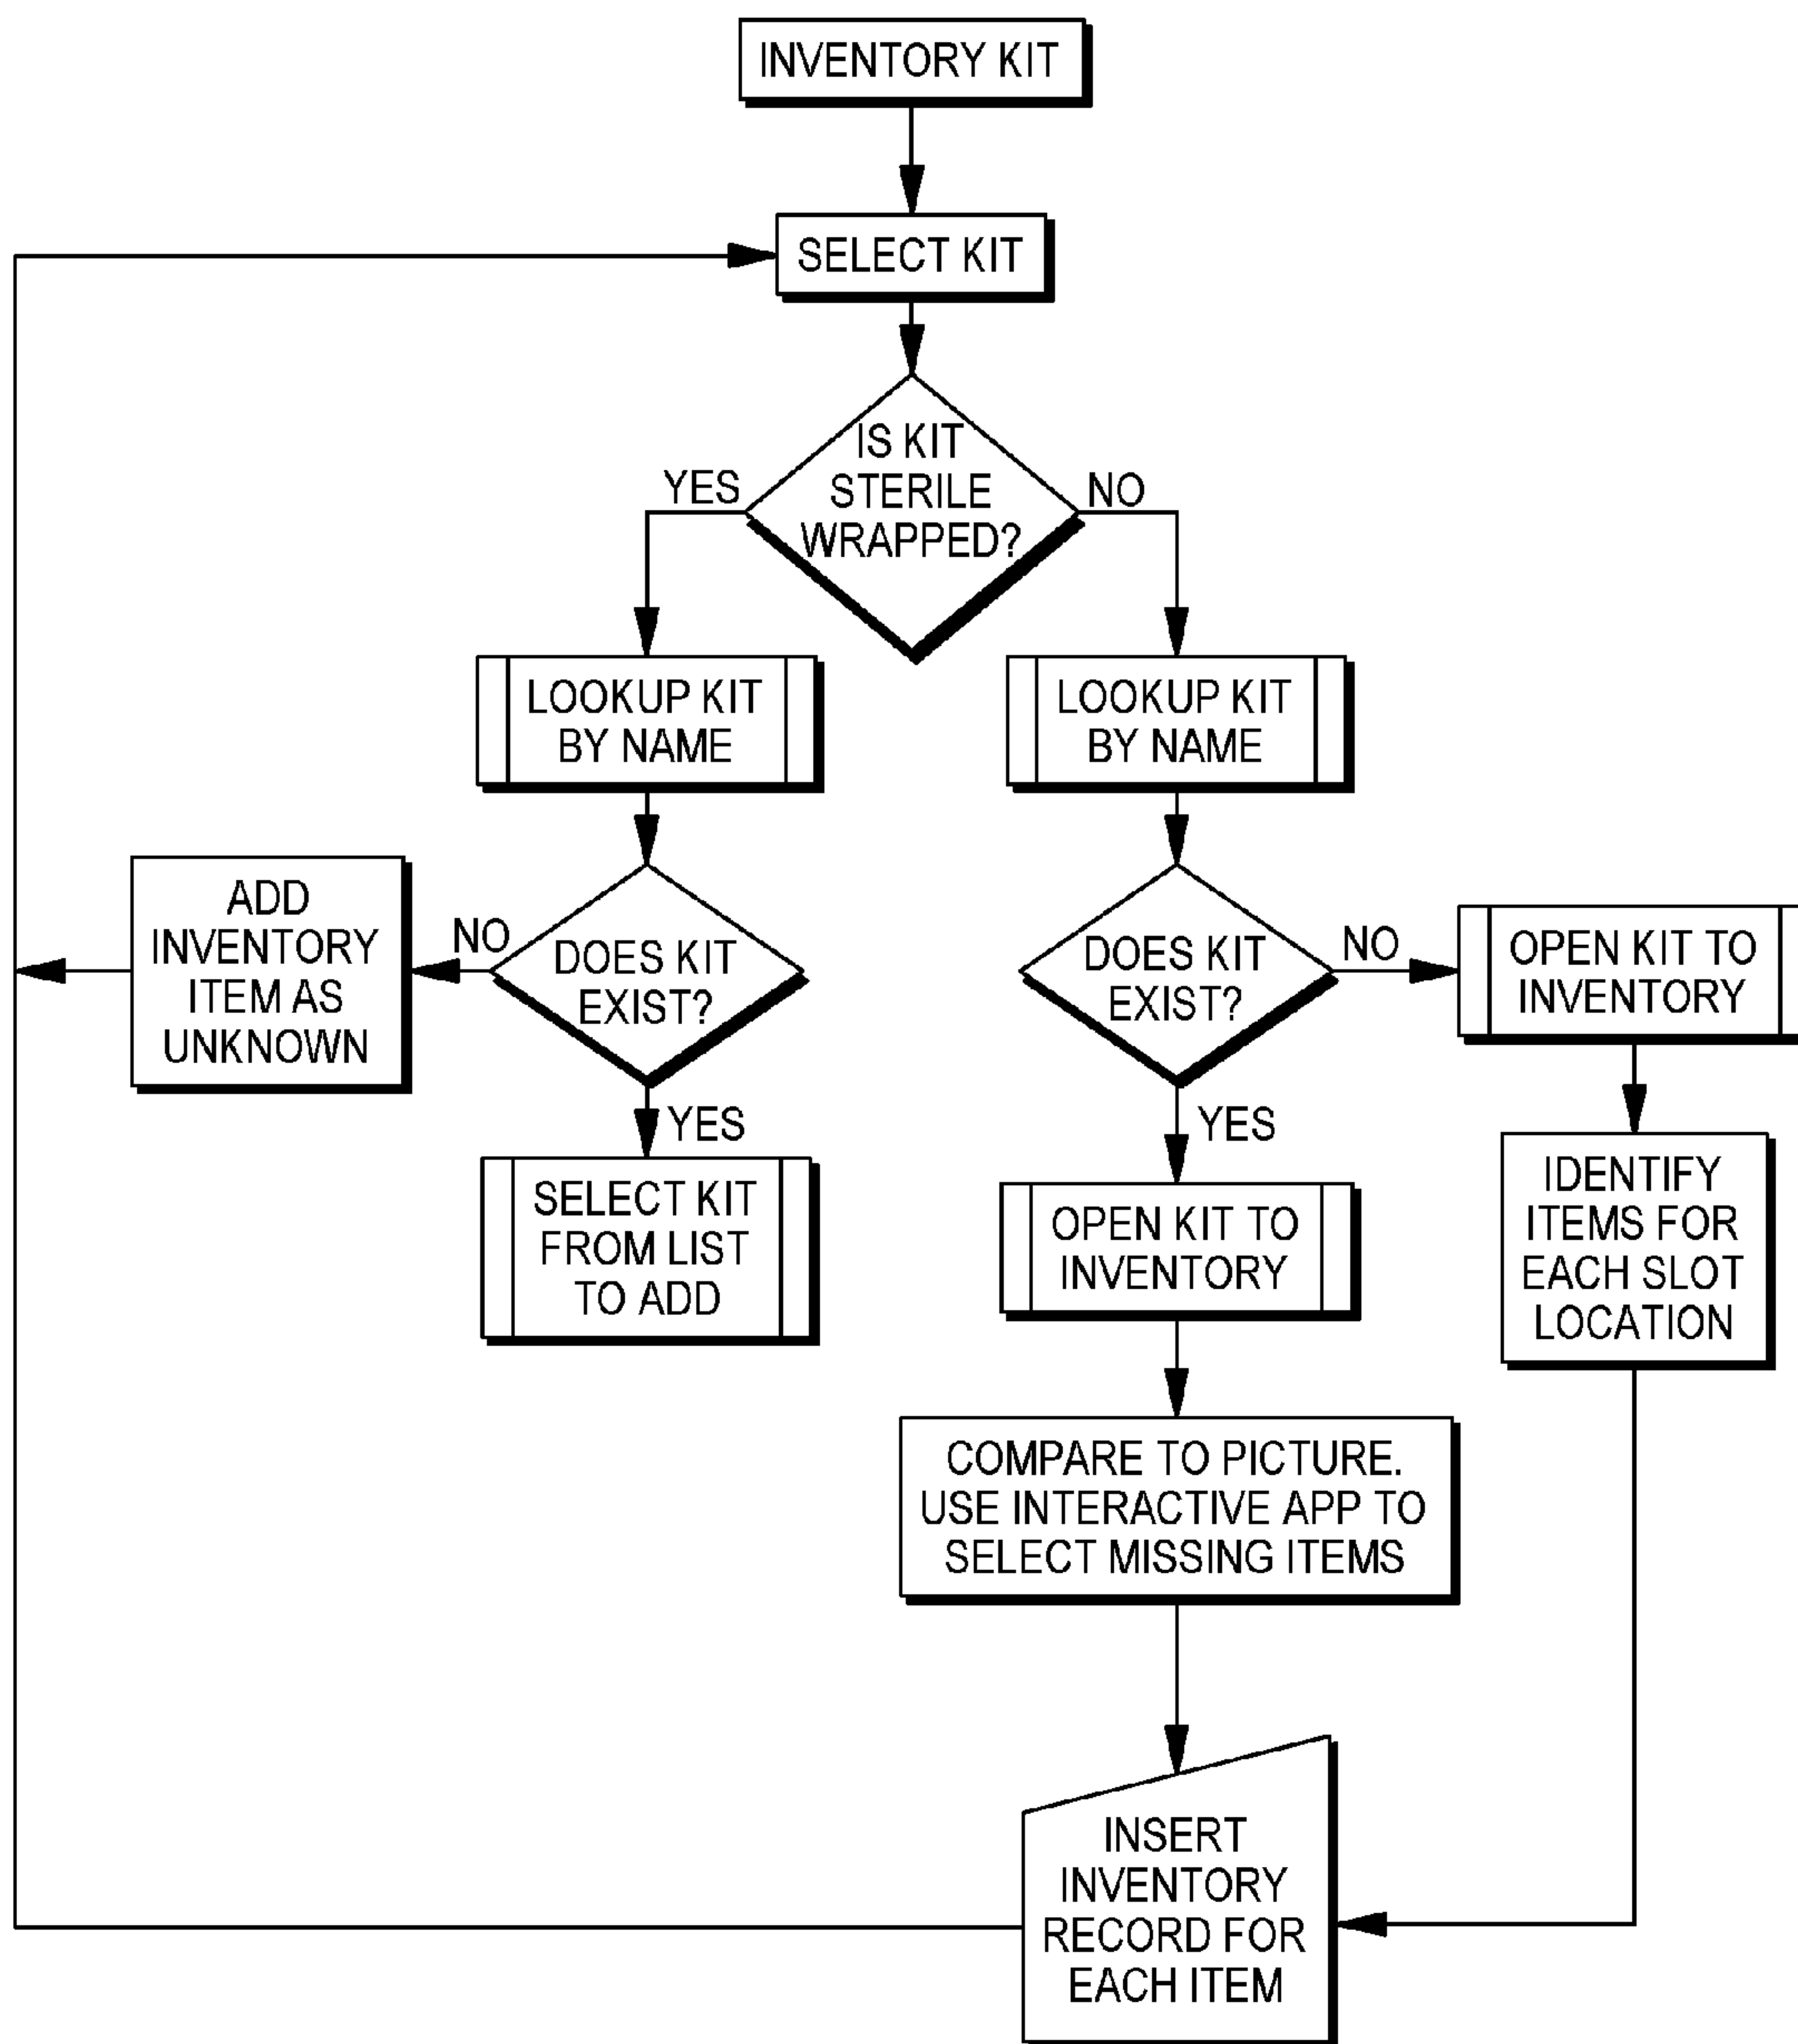 INVENTORY KIT
SELECT KIT
IS KIT
STERILE
WRAPPED?
YES
NO
LOOKUP KIT
BY NAME
LOOKUP KIT
BY NAME
ADD
INVENTORY
ITEM AS
UNKNOWN
NO
DOES KIT
EXIST?
YES
SELECT KIT
FROM LIST
TO ADD
DOES KIT
EXIST?
NO
OPEN KIT TO
INVENTORY
YES
OPEN KIT TO
INVENTORY
IDENTIFY
ITEMS FOR
EACH SLOT
LOCATION
COMPARE TO PICTURE.
USE INTERACTIVE APP TO
SELECT MISSING ITEMS
INSERT
INVENTORY
RECORD FOR
EACH ITEM